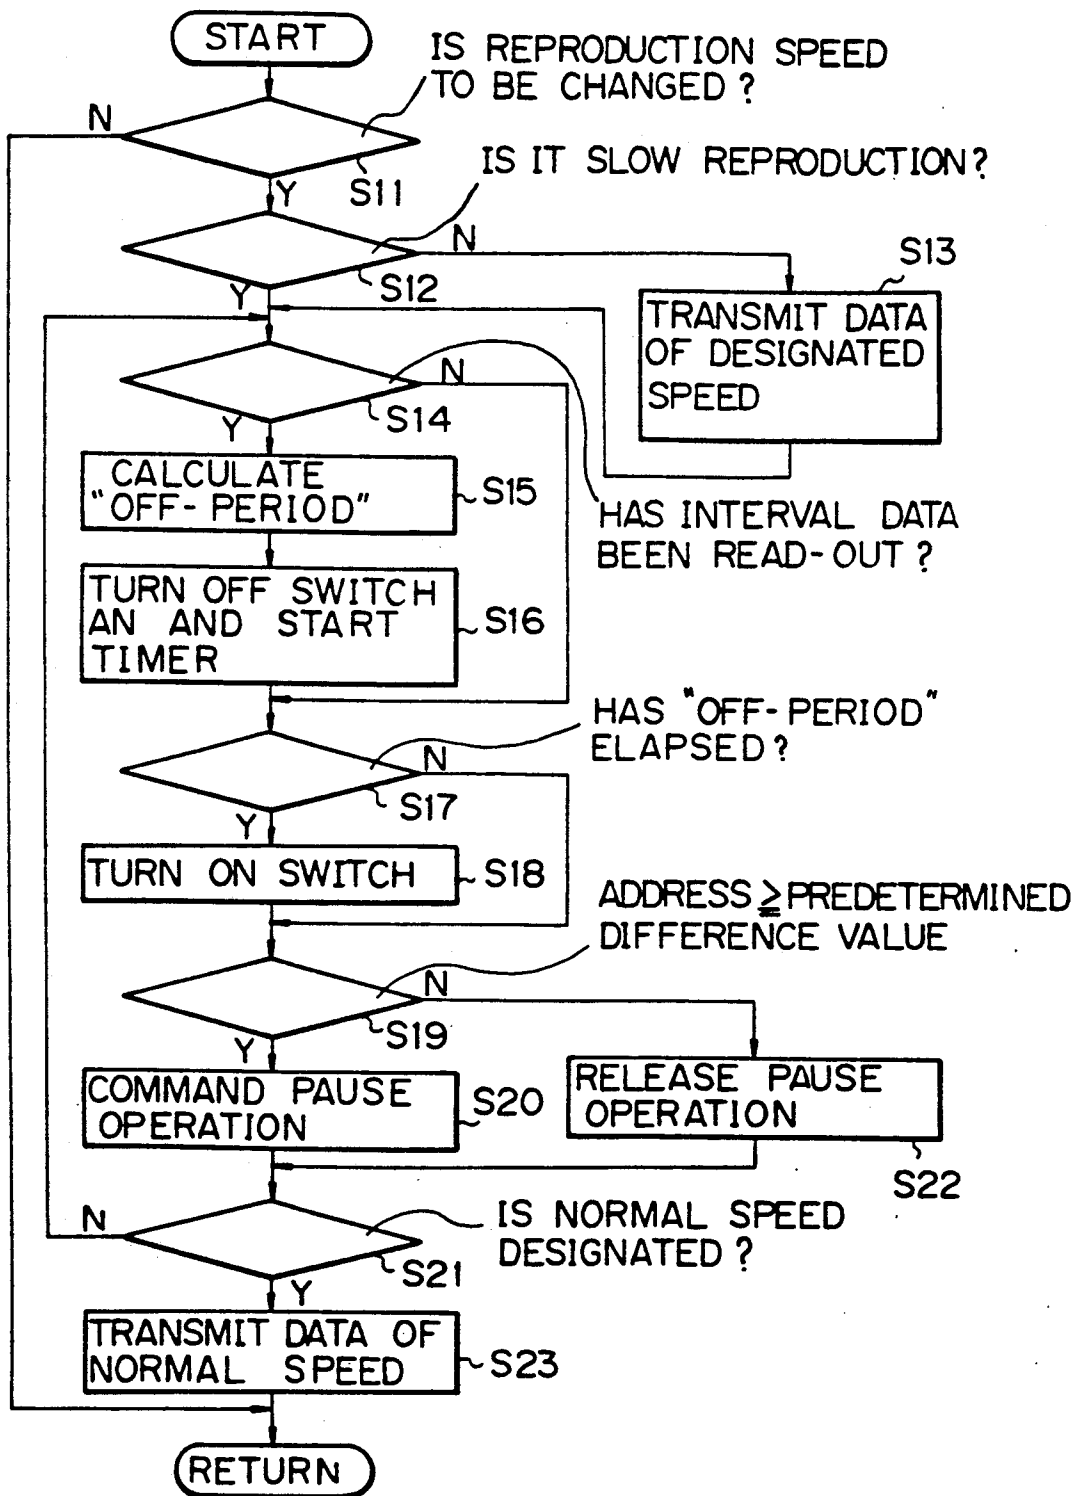 START
IS REPRODUCTION SPEED
TO BE CHANGED ?
N
S11
Y
IS IT SLOW REPRODUCTION?
N
S12
Y
S13
TRANSMIT DATA
OF DESIGNATED
SPEED
N
S14
Y
CALCULATE
"OFF-PERIOD"
S15
HAS INTERVAL DATA
BEEN READ-OUT ?
TURN OFF SWITCH
AN AND START
TIMER
S16
HAS "OFF-PERIOD"
ELAPSED ?
N
S17
Y
TURN ON SWITCH
S18
ADDRESS ≧ PREDETERMINED
DIFFERENCE VALUE
N
S19
Y
COMMAND PAUSE
OPERATION
S20
RELEASE PAUSE
OPERATION
S22
N
IS NORMAL SPEED
DESIGNATED ?
S21
Y
TRANSMIT DATA OF
NORMAL SPEED
S23
RETURN